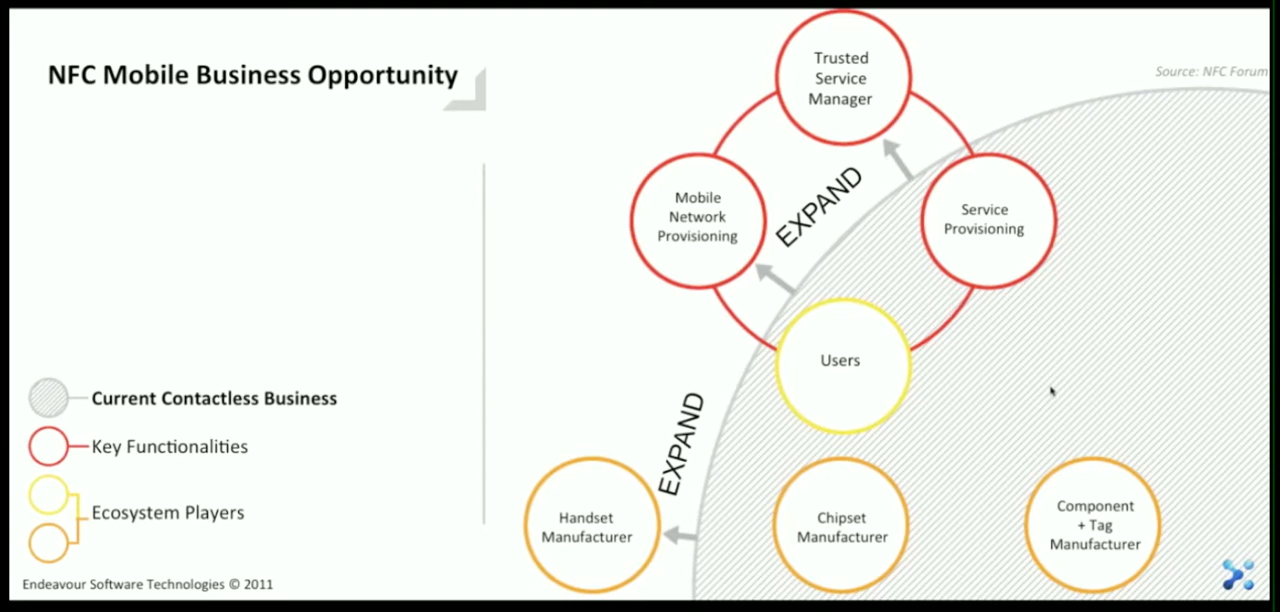 NFC Mobile Business Opportunity
Source: NFC Forum
Trusted
Service
Manager
EXPAND
Mobile
Network
Provisioning
Service
Provisioning
Users
EXPAND
Handset
Manufacturer
Chipset
Manufacturer
Component
+ Tag
Manufacturer
Current Contactless Business
Key Functionalities
Ecosystem Players
Endeavour Software Technologies © 2011